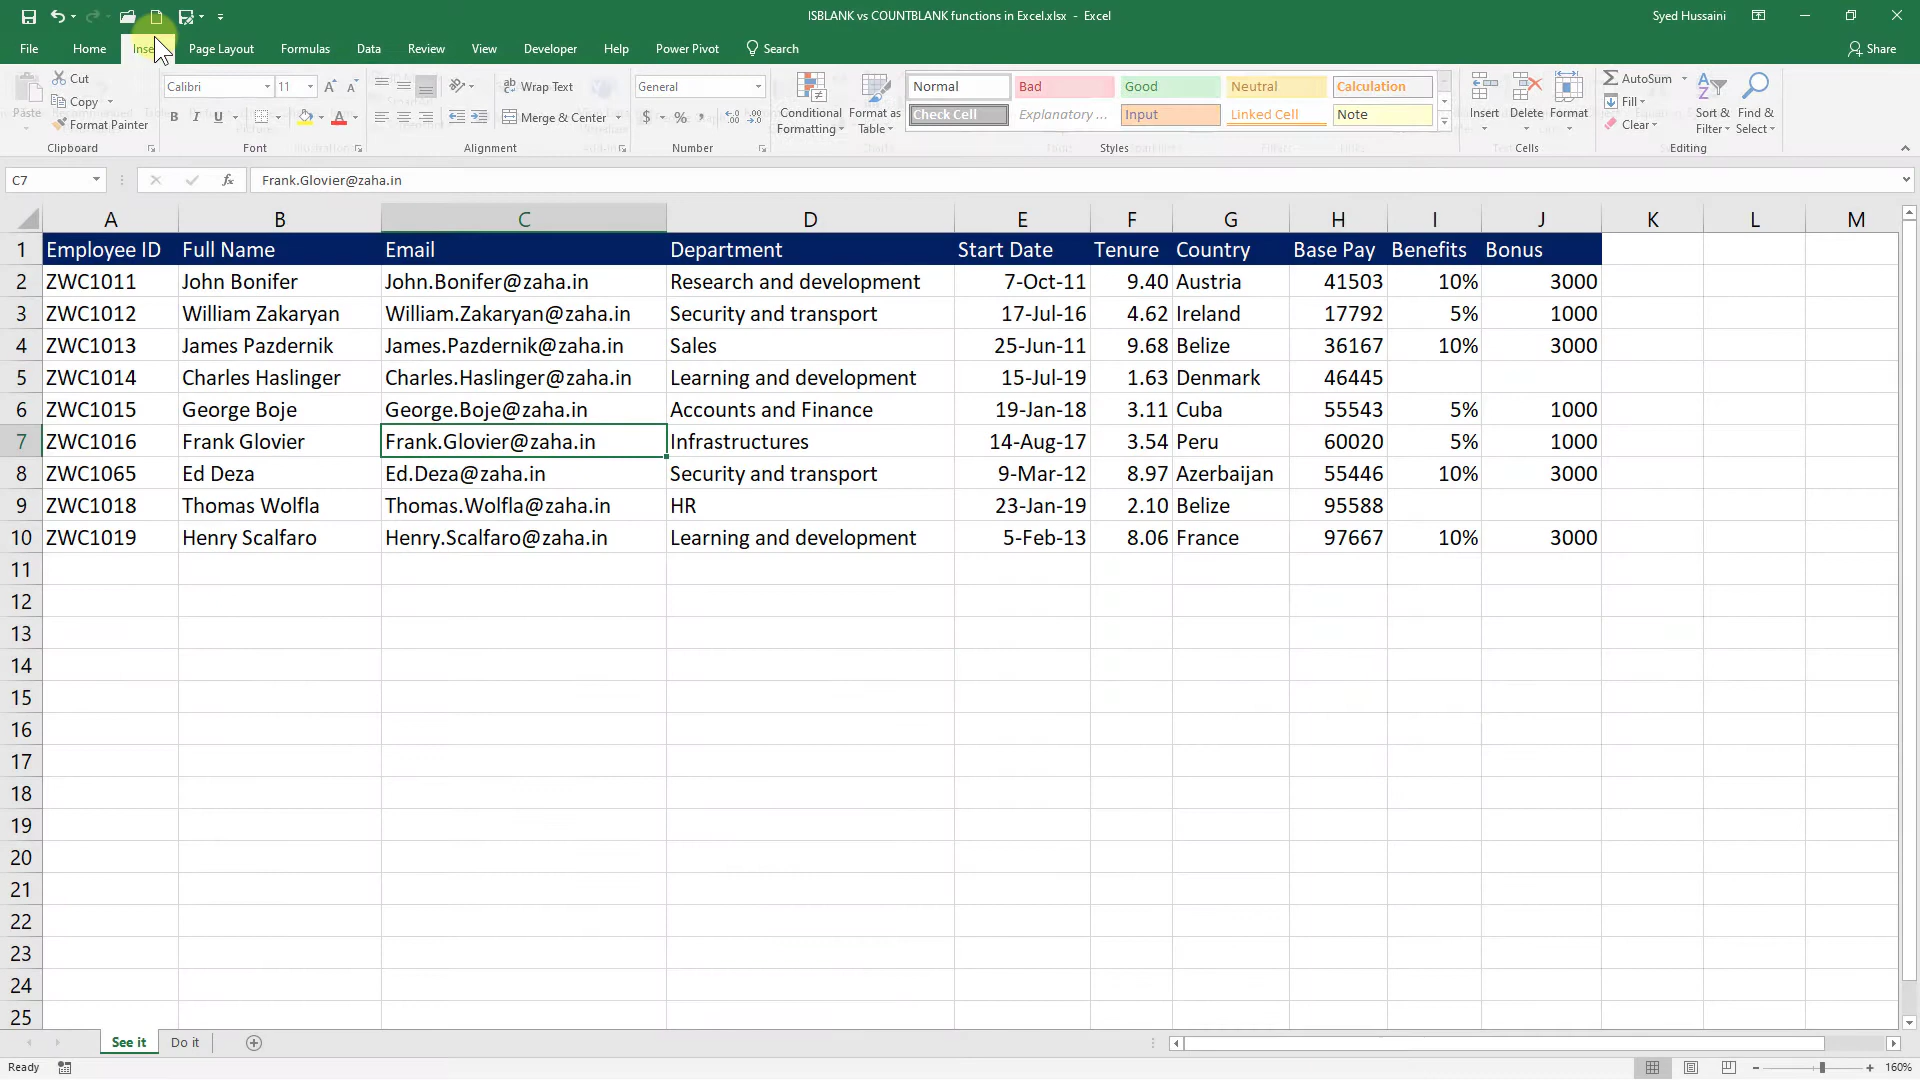 ISBLANK vs COUNTBLANK functions in Excel.xlsx - Excel
Syed Hussaini
File Home Page Layout Formulas Data Review View Developer Help Power Pivot Search Share
Cut
Copy
Format Painter
Paste
Clipboard
Calibri 11
B I U
Font
Wrap Text
Merge & Center
Alignment
General
$ % ,
Number
Conditional Formatting
Format as Table
Normal Bad Good Neutral Calculation
Check Cell Explanatory ... Input Linked Cell Note
Styles
Insert Delete Format
Cells
AutoSum
Fill
Clear
Sort & Filter
Find & Select
Editing
C7 fx Frank.Glovier@zaha.in
A B C D E F G H I J K L M
1 Employee ID Full Name Email Department Start Date Tenure Country Base Pay Benefits Bonus
2 ZWC1011 John Bonifer John.Bonifer@zaha.in Research and development 7-Oct-11 9.40 Austria 41503 10% 3000
3 ZWC1012 William Zakaryan William.Zakaryan@zaha.in Security and transport 17-Jul-16 4.62 Ireland 17792 5% 1000
4 ZWC1013 James Pazdernik James.Pazdernik@zaha.in Sales 25-Jun-11 9.68 Belize 36167 10% 3000
5 ZWC1014 Charles Haslinger Charles.Haslinger@zaha.in Learning and development 15-Jul-19 1.63 Denmark 46445
6 ZWC1015 George Boje George.Boje@zaha.in Accounts and Finance 19-Jan-18 3.11 Cuba 55543 5% 1000
7 ZWC1016 Frank Glovier Frank.Glovier@zaha.in Infrastructures 14-Aug-17 3.54 Peru 60020 5% 1000
8 ZWC1065 Ed Deza Ed.Deza@zaha.in Security and transport 9-Mar-12 8.97 Azerbaijan 55446 10% 3000
9 ZWC1018 Thomas Wolfla Thomas.Wolfla@zaha.in HR 23-Jan-19 2.10 Belize 95588
10 ZWC1019 Henry Scalfaro Henry.Scalfaro@zaha.in Learning and development 5-Feb-13 8.06 France 97667 10% 3000
11
12
13
14
15
16
17
18
19
20
21
22
23
24
25
See it Do it
Ready 160%